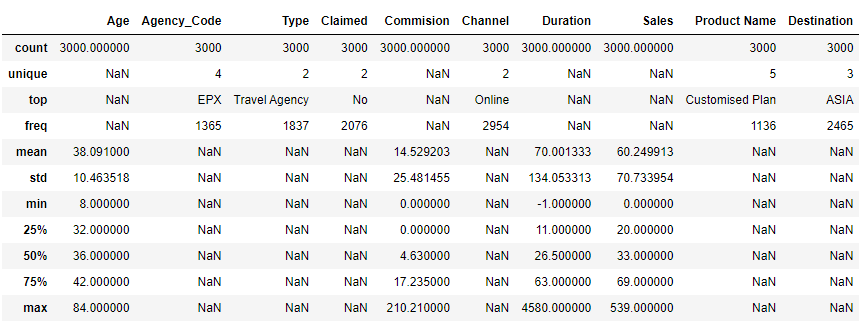 Age Agency_Code Type Claimed Commision Channel Duration Sales Product Name Destination
count 3000.000000 3000 3000 3000 3000.000000 3000 3000.000000 3000.000000 3000 3000
unique NaN 4 2 2 NaN 2 NaN NaN 5 3
top NaN EPX Travel Agency No NaN Online NaN NaN Customised Plan ASIA
freq NaN 1365 1837 2076 NaN 2954 NaN NaN 1136 2465
mean 38.091000 NaN NaN NaN 14.529203 NaN 70.001333 60.249913 NaN NaN
std 10.463518 NaN NaN NaN 25.481455 NaN 134.053313 70.733954 NaN NaN
min 8.000000 NaN NaN NaN 0.000000 NaN -1.000000 0.000000 NaN NaN
25% 32.000000 NaN NaN NaN 0.000000 NaN 11.000000 20.000000 NaN NaN
50% 36.000000 NaN NaN NaN 4.630000 NaN 26.500000 33.000000 NaN NaN
75% 42.000000 NaN NaN NaN 17.235000 NaN 63.000000 69.000000 NaN NaN
max 84.000000 NaN NaN NaN 210.210000 NaN 4580.000000 539.000000 NaN NaN